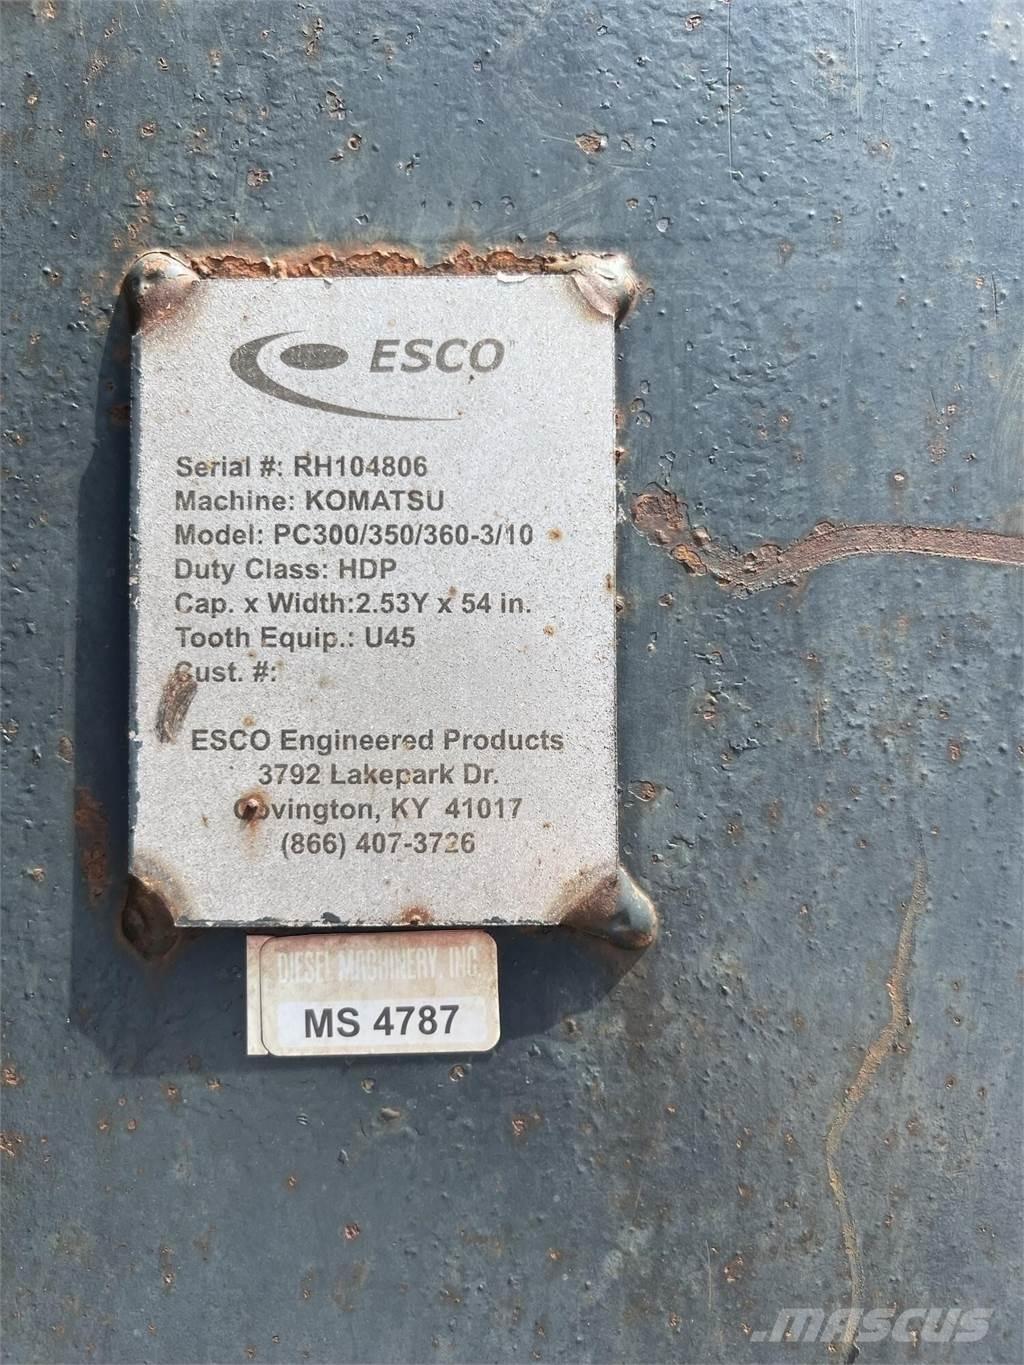 ESCO
Serial #: RH104806
Machine: KOMATSU
Model: PC300/350/360-3/10
Duty Class: HDP
Cap. x Width:2.53Y x 54 in.
Tooth Equip.: U45
Cust. #:
ESCO Engineered Products
3792 Lakepark Dr.
Covington, KY 41017
(866) 407-3726
DIESEL MACHINERY, INC.
MS 4787
MASCUS